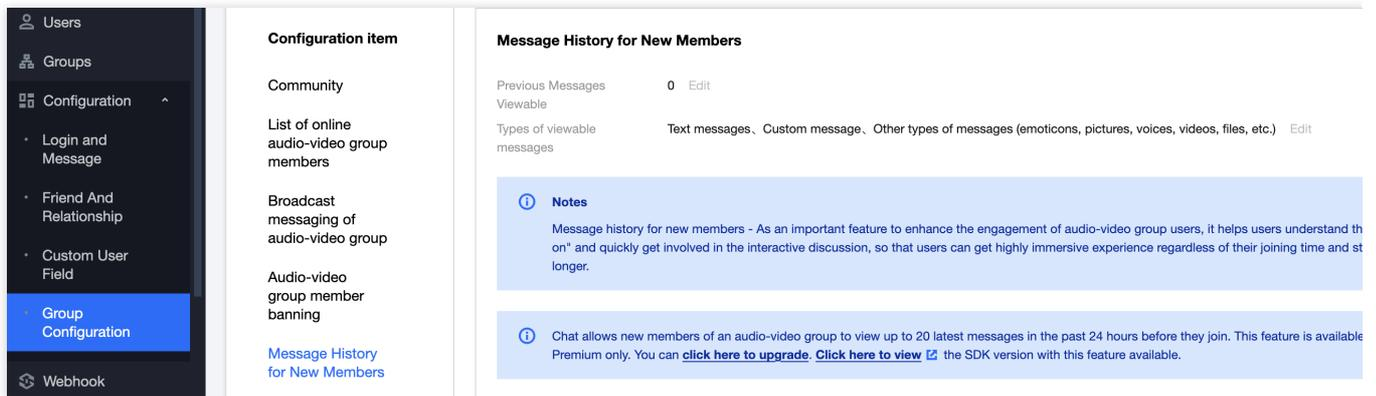 Users
Groups
Configuration
Login and
Message
Friend And
Relationship
Custom User
Field
Group
Configuration
Webhook
Configuration item
Community
List of online
audio-video group
members
Broadcast
messaging of
audio-video group
Audio-video
group member
banning
Message History
for New Members
Message History for New Members
Previous Messages
Viewable
0 Edit
Types of viewable
messages
Text messages、Custom message、Other types of messages (emoticons, pictures, voices, videos, files, etc.) Edit
Notes
Message history for new members - As an important feature to enhance the engagement of audio-video group users, it helps users understand th
on" and quickly get involved in the interactive discussion, so that users can get highly immersive experience regardless of their joining time and st
longer.
Chat allows new members of an audio-video group to view up to 20 latest messages in the past 24 hours before they join. This feature is available
Premium only. You can click here to upgrade. Click here to view the SDK version with this feature available.